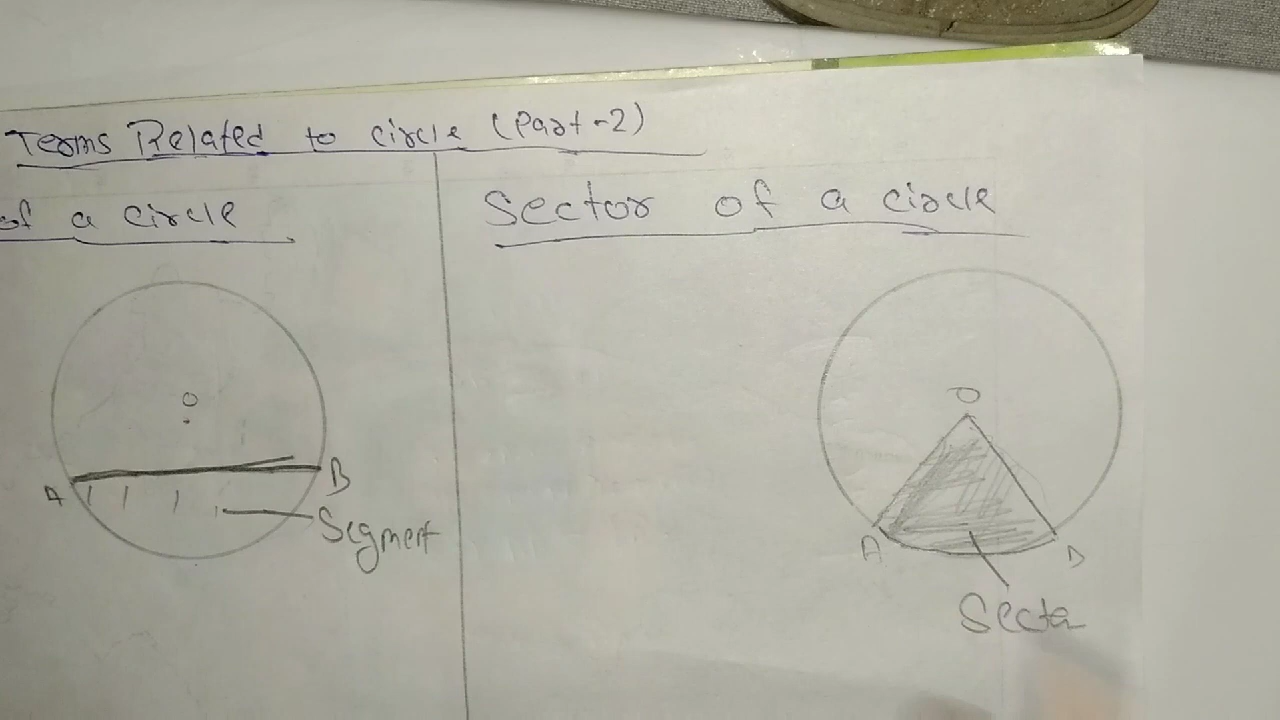 Terms Related to circle (Part-2)
of a circle
Sector of a circle
O
A
B
Segment
O
A
B
Secto